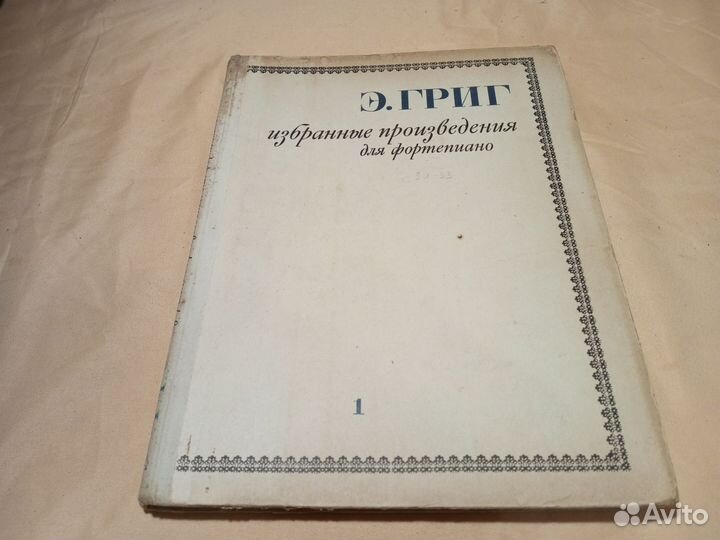 Э. ГРИГ
избранные произведения
для фортепиано
1
Avito